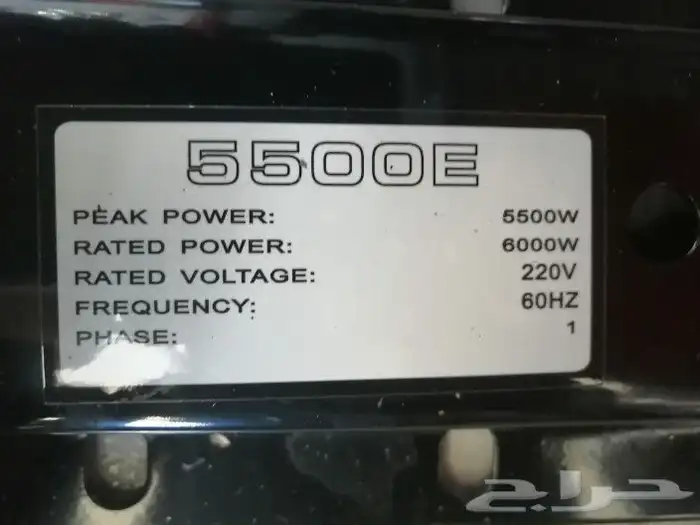 5500E
PEAK POWER: 5500W
RATED POWER: 6000W
RATED VOLTAGE: 220V
FREQUENCY: 60HZ
PHASE: 1
حراج